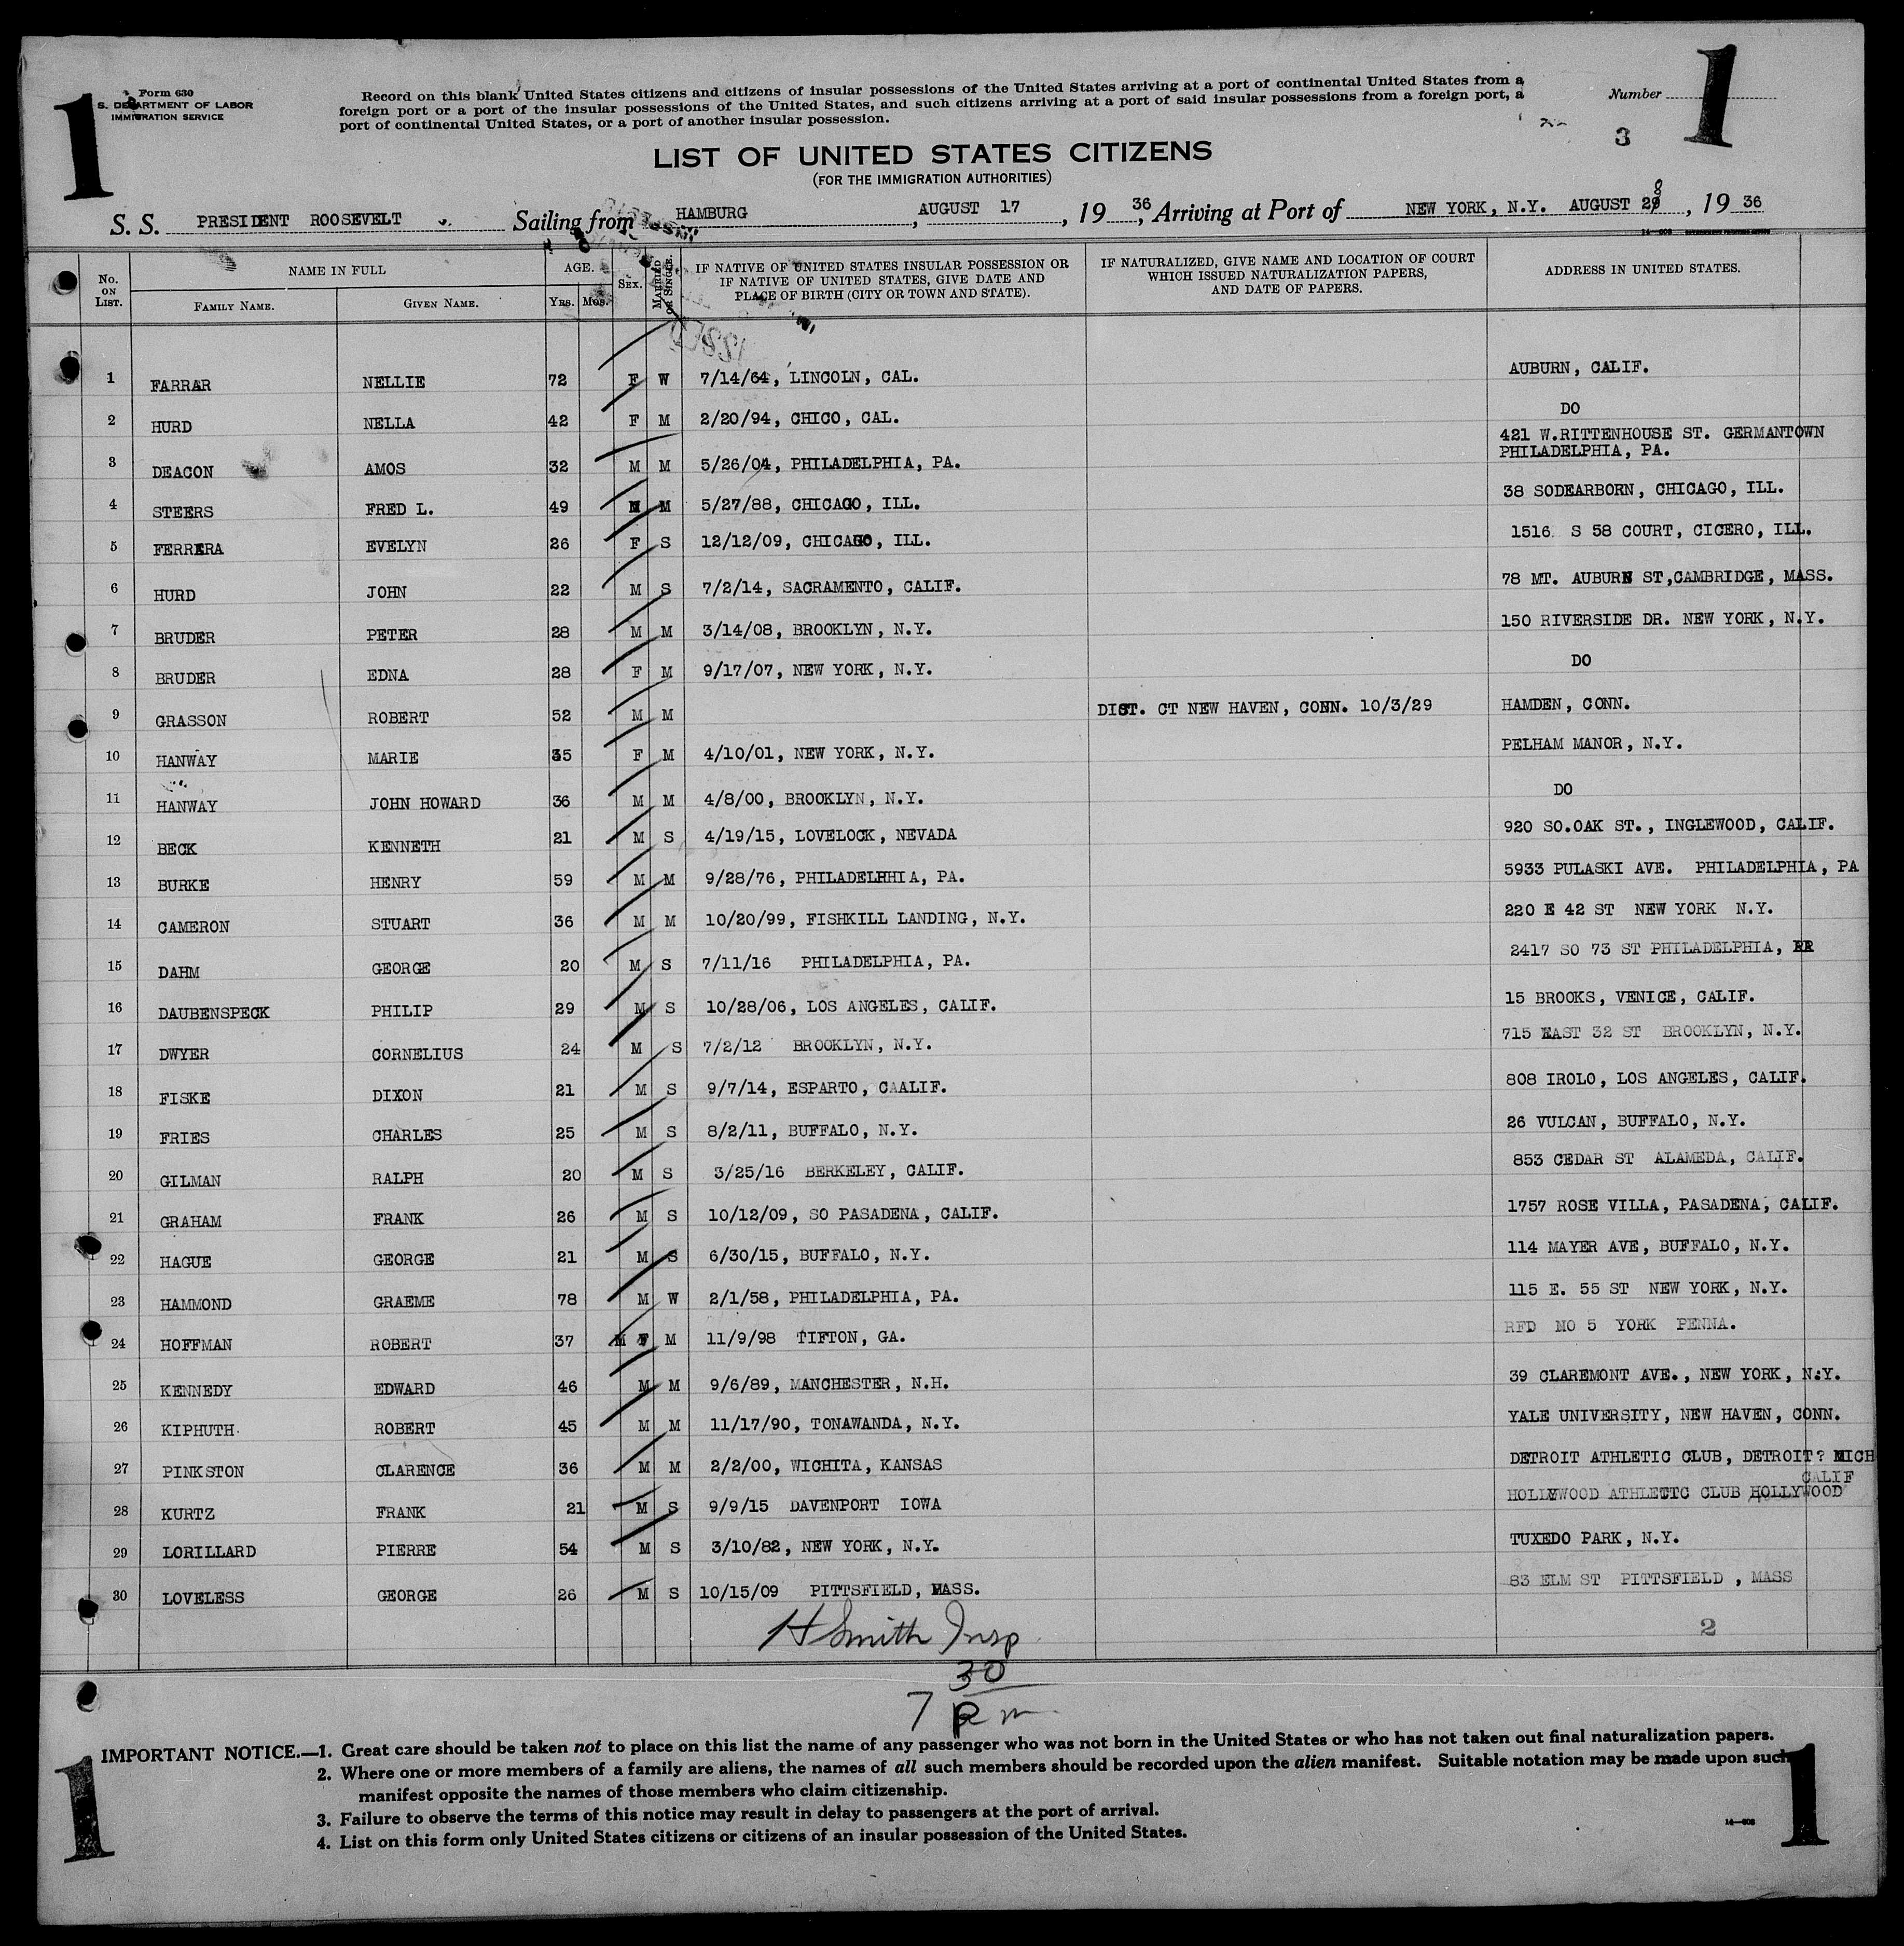 1
1
Form 630
S. DEPARTMENT OF LABOR
IMMIGRATION SERVICE
Record on this blank United States citizens and citizens of insular possessions of the United States arriving at a port of continental United States from a
foreign port or a port of the insular possessions of the United States, and such citizens arriving at a port of said insular possessions from a foreign port, a
port of continental United States, or a port of another insular possession.
Number
3
LIST OF UNITED STATES CITIZENS
(FOR THE IMMIGRATION AUTHORITIES)
S. S. PRESIDENT ROOSEVELT Sailing from HAMBURG, AUGUST 17, 1936, Arriving at Port of NEW YORK, N.Y. AUGUST 28, 1936
No. ON LIST. NAME IN FULL AGE. SEX. MARRIED OR SINGLE. IF NATIVE OF UNITED STATES INSULAR POSSESSION OR IF NATIVE OF UNITED STATES, GIVE DATE AND PLACE OF BIRTH (CITY OR TOWN AND STATE). IF NATURALIZED, GIVE NAME AND LOCATION OF COURT WHICH ISSUED NATURALIZATION PAPERS, AND DATE OF PAPERS. ADDRESS IN UNITED STATES.
FAMILY NAME. GIVEN NAME. YRS. MOS.
1 FARRAR NELLIE 72 F W 7/14/64, LINCOLN, CAL. AUBURN, CALIF.
2 HURD NELLA 42 F M 2/20/94, CHICO, CAL. DO
3 DEACON AMOS 32 M M 5/26/04, PHILADELPHIA, PA. 421 W.RITTENHOUSE ST. GERMANTOWN
PHILADELPHIA, PA.
4 STEERS FRED L. 49 M M 5/27/88, CHICAGO, ILL. 38 SODEARBORN, CHICAGO, ILL.
5 FERRERA EVELYN 26 F S 12/12/09, CHICAGO, ILL. 1516 S 58 COURT, CICERO, ILL.
6 HURD JOHN 22 M S 7/2/14, SACRAMENTO, CALIF. 78 MT. AUBURN ST,CAMBRIDGE, MASS.
7 BRUDER PETER 28 M M 3/14/08, BROOKLYN, N.Y. 150 RIVERSIDE DR. NEW YORK, N.Y.
8 BRUDER EDNA 28 F M 9/17/07, NEW YORK, N.Y. DO
9 GRASSON ROBERT 52 M M DIST. CT NEW HAVEN, CONN. 10/3/29 HAMDEN, CONN.
10 HANWAY MARIE 35 F M 4/10/01, NEW YORK, N.Y. PELHAM MANOR, N.Y.
11 HANWAY JOHN HOWARD 36 M M 4/8/00, BROOKLYN, N.Y. DO
12 BECK KENNETH 21 M S 4/19/15, LOVELOCK, NEVADA 920 SO.OAK ST., INGLEWOOD, CALIF.
13 BURKE HENRY 59 M M 9/28/76, PHILADELHHIA, PA. 5933 PULASKI AVE. PHILADELPHIA, PA
14 CAMERON STUART 36 M M 10/20/99, FISHKILL LANDING, N.Y. 220 E 42 ST NEW YORK N.Y.
15 DAHM GEORGE 20 M S 7/11/16 PHILADELPHIA, PA. 2417 SO 73 ST PHILADELPHIA,
16 DAUBENSPECK PHILIP 29 M S 10/28/06, LOS ANGELES, CALIF. 15 BROOKS, VENICE, CALIF.
17 DWYER CORNELIUS 24 M S 7/2/12 BROOKLYN, N.Y. 715 EAST 32 ST BROOKLYN, N.Y.
18 FISKE DIXON 21 M S 9/7/14, ESPARTO, CAALIF. 808 IROLO, LOS ANGELES, CALIF.
19 FRIES CHARLES 25 M S 8/2/11, BUFFALO, N.Y. 26 VULCAN, BUFFALO, N.Y.
20 GILMAN RALPH 20 M S 3/25/16 BERKELEY, CALIF. 853 CEDAR ST ALAMEDA, CALIF.
21 GRAHAM FRANK 26 M S 10/12/09, SO PASADENA, CALIF. 1757 ROSE VILLA, PASADENA, CALIF.
22 HAGUE GEORGE 21 M S 6/30/15, BUFFALO, N.Y. 114 MAYER AVE, BUFFALO, N.Y.
23 HAMMOND GRAEME 78 M W 2/1/58, PHILADELPHIA, PA. 115 E. 55 ST NEW YORK, N.Y.
24 HOFFMAN ROBERT 37 M F M 11/9/98 TIFTON, GA. RFD MO 5 YORK PENNA.
25 KENNEDY EDWARD 46 M M 9/6/89, MANCHESTER, N.H. 39 CLAREMONT AVE., NEW YORK, N.Y.
26 KIPHUTH ROBERT 45 M M 11/17/90, TONAWANDA, N.Y. YALE UNIVERSITY, NEW HAVEN, CONN.
27 PINKSTON CLARENCE 36 M M 2/2/00, WICHITA, KANSAS DETROIT ATHLETIC CLUB, DETROIT? MICH
CALIF
28 KURTZ FRANK 21 M S 9/9/15 DAVENPORT IOWA HOLLYWOOD ATHLETIC CLUB HOLLYWOOD
29 LORILLARD PIERRE 54 M S 3/10/82, NEW YORK, N.Y. TUXEDO PARK, N.Y.
30 LOVELESS GEORGE 26 M S 10/15/09 PITTSFIELD, MASS. 83 ELM ST PITTSFIELD , MASS
H Smith Insp
2
7 30 pm
IMPORTANT NOTICE.—1. Great care should be taken not to place on this list the name of any passenger who was not born in the United States or who has not taken out final naturalization papers.
2. Where one or more members of a family are aliens, the names of all such members should be recorded upon the alien manifest. Suitable notation may be made upon such
manifest opposite the names of those members who claim citizenship.
3. Failure to observe the terms of this notice may result in delay to passengers at the port of arrival.
4. List on this form only United States citizens or citizens of an insular possession of the United States.
1
1